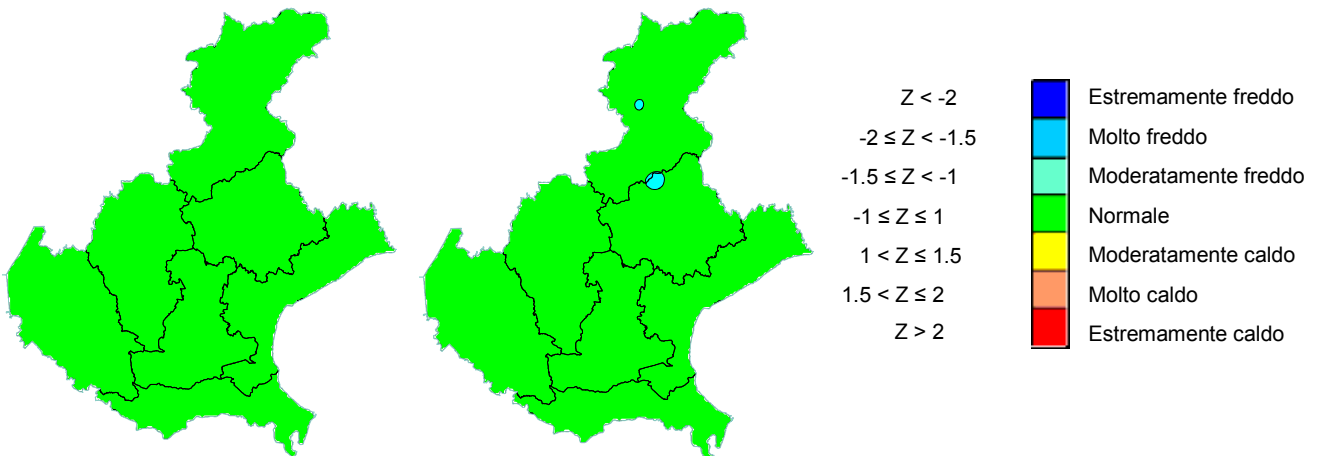 Z < -2 Estremamente freddo
-2 ≤ Z < -1.5 Molto freddo
-1.5 ≤ Z < -1 Moderatamente freddo
-1 ≤ Z ≤ 1 Normale
1 < Z ≤ 1.5 Moderatamente caldo
1.5 < Z ≤ 2 Molto caldo
Z > 2 Estremamente caldo